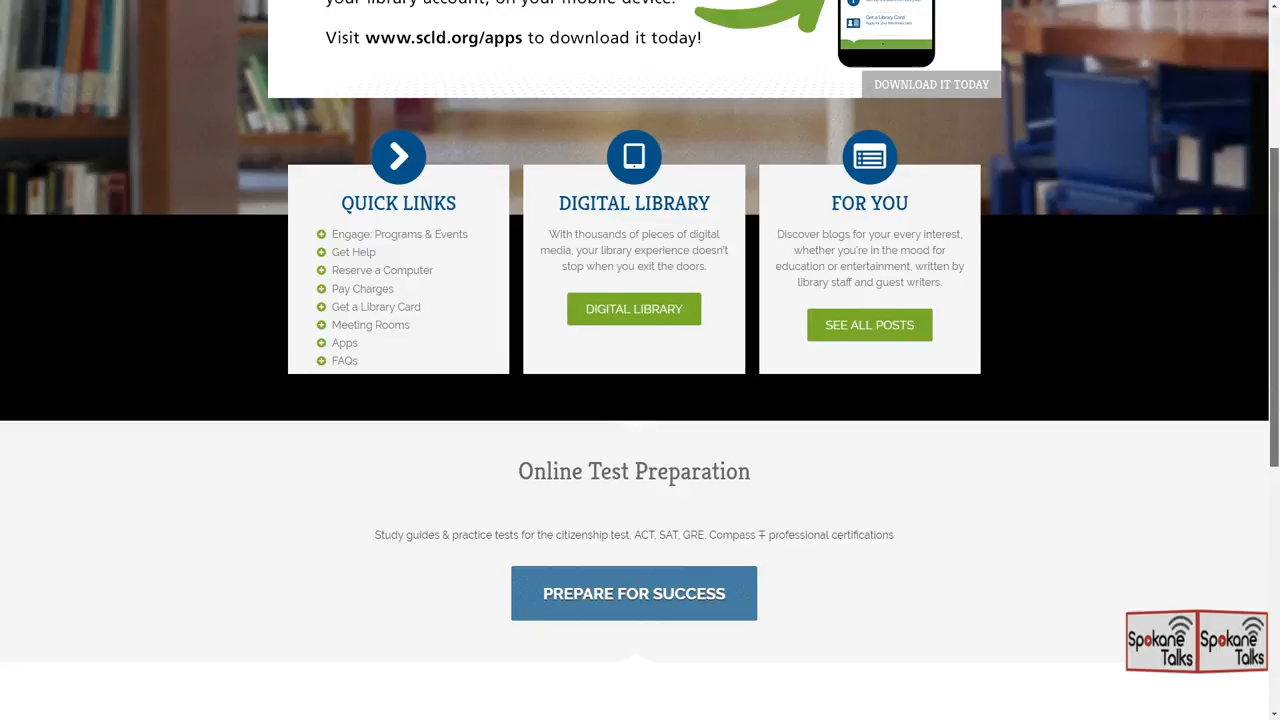 your library account, on your mobile device.
Visit www.scld.org/apps to download it today!
Get a Library Card
DOWNLOAD IT TODAY
QUICK LINKS
Engage: Programs & Events
Get Help
Reserve a Computer
Pay Charges
Get a Library Card
Meeting Rooms
Apps
FAQs
DIGITAL LIBRARY
With thousands of pieces of digital
media, your library experience doesn't
stop when you exit the doors.
DIGITAL LIBRARY
FOR YOU
Discover blogs for your every interest,
whether you're in the mood for
education or entertainment, written by
library staff and guest writers.
SEE ALL POSTS
Online Test Preparation
Study guides & practice tests for the citizenship test, ACT, SAT, GRE, Compass professional certifications
PREPARE FOR SUCCESS
Spokane Talks
Spokane Talks